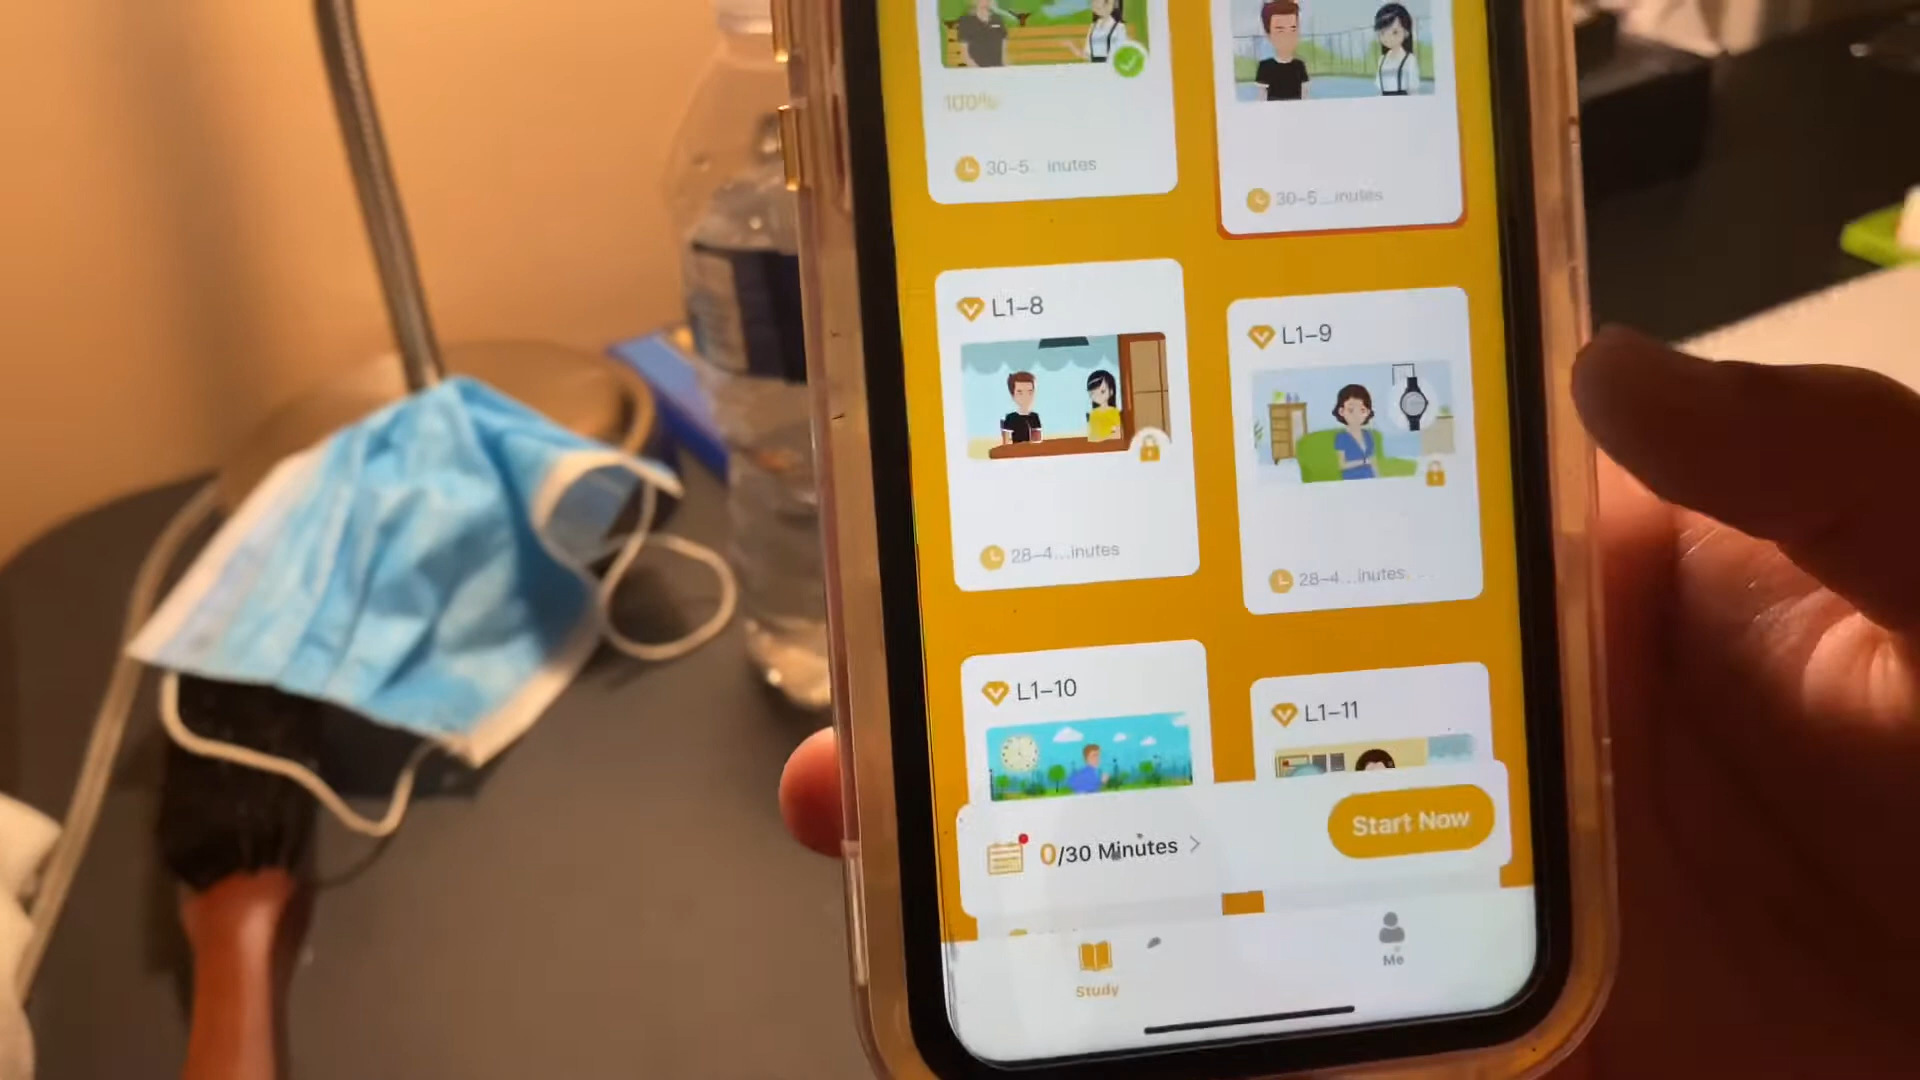 100%
30-5... inutes
30-5...inutes
L1-8
28-4...inutes
L1-9
28-4...inutes
L1-10
L1-11
0/30 Minutes >
Start Now
Study
Me